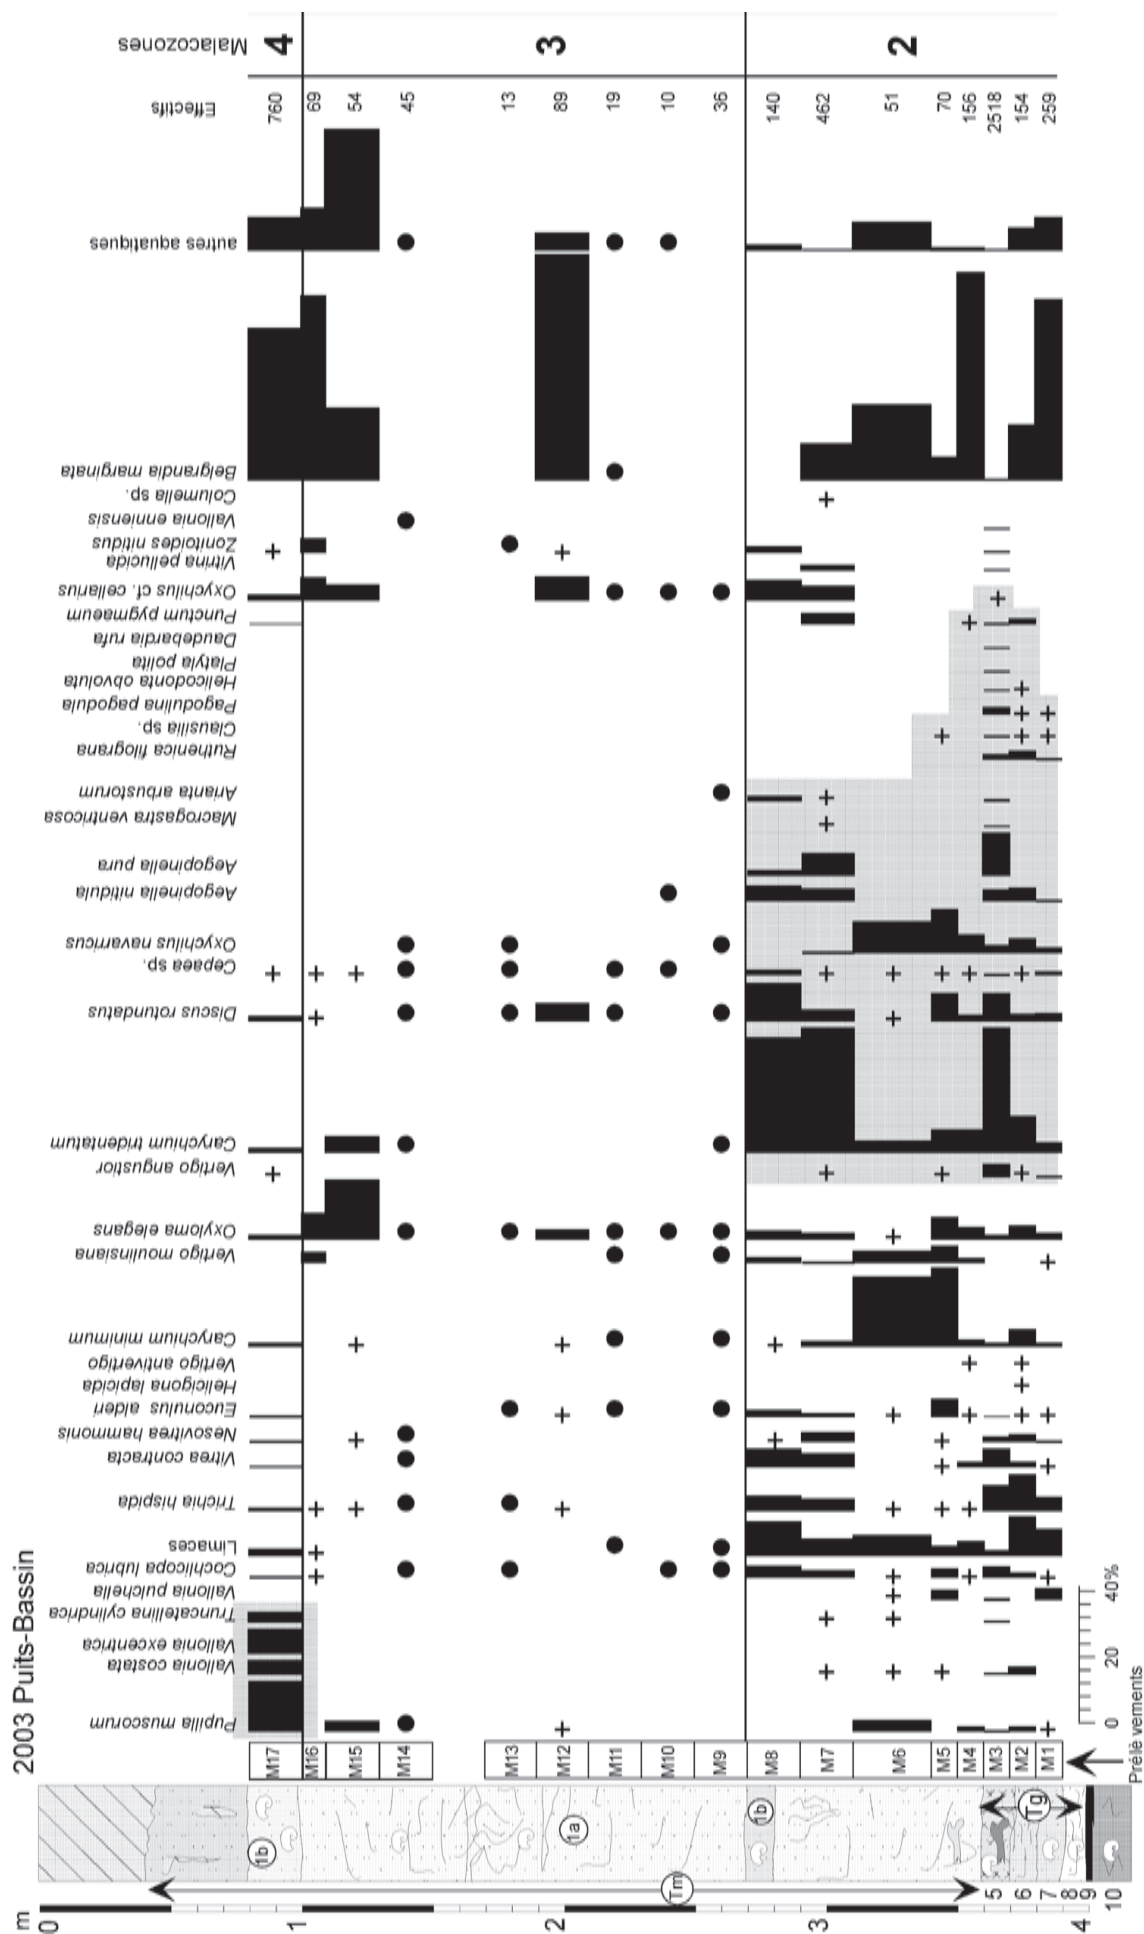 2003 Puits-Bassin
m
0
1
2
3
4
Tm
Tg
1b
1a
1b
5
6
7
8
9
10
Prélèvements
M17
M16
M15
M14
M13
M12
M11
M10
M9
M8
M7
M6
M5
M4
M3
M2
M1
0
20
40%
Pupilla muscorum
Vallonia costata
Vallonia excentrica
Truncatellina cylindrica
Vallonia pulchella
Cochlicopa lubrica
Limaces
Trichia hispida
Vitrea contracta
Nesovitrea hammonis
Euconulus alderi
Helicigona lapicida
Vertigo antivertigo
Carychium minimum
Vertigo moulinsiana
Oxyloma elegans
Vertigo angustior
Carychium tridentatum
Discus rotundatus
Cepaea sp.
Oxychilus navarricus
Aegopinella nitidula
Aegopinella pura
Macrogastra ventricosa
Arianta arbustorum
Ruthenica filograna
Clausilia sp.
Pagodulina pagodula
Helicodonta obvoluta
Platyla polita
Daudebardia rufa
Punctum pygmaeum
Oxychilus cf. cellarius
Vitrina pellucida
Zonitoides nitidus
Vallonia enniensis
Columella sp.
Belgrandia marginata
autres aquatiques
Effectifs
760
69
54
45
13
89
19
10
36
140
462
51
70
156
2518
154
259
Malacozones
4
3
2